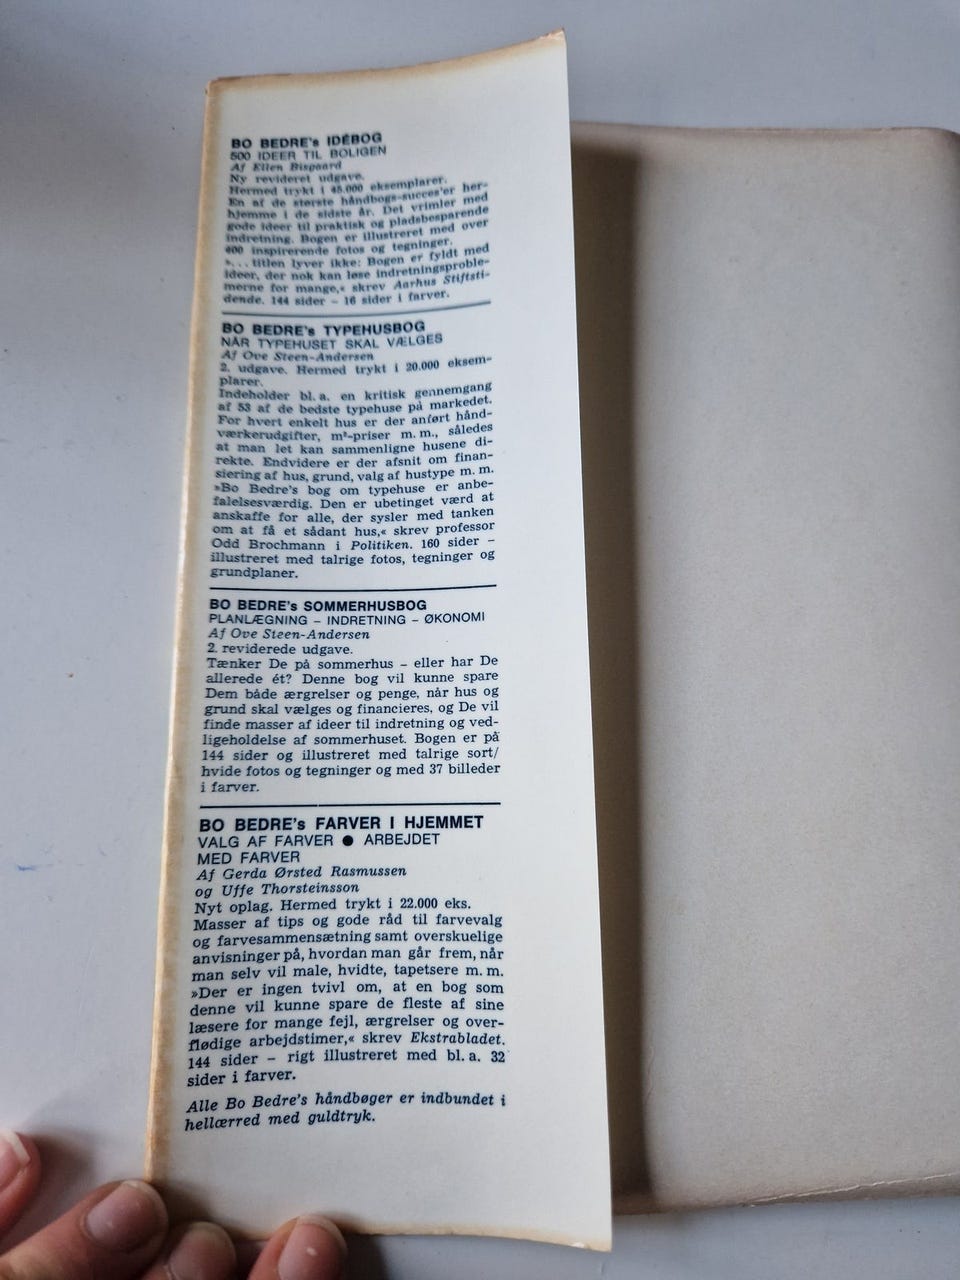 BO BEDRE's IDÉBOG
500 IDEER TIL BOLIGEN
Af Ellen Bisgaard
Ny revideret udgave.
Hermed trykt i 45.000 eksemplarer.
En af de største håndbogs-succes'er her-
hjemme i de sidste år. Det vrimler med
gode ideer til praktisk og pladsbesparende
indretning. Bogen er illustreret med over
400 inspirerende fotos og tegninger.
»... titlen lyver ikke: Bogen er fyldt med
ideer, der nok kan løse indretningsproble-
merne for mange,« skrev Aarhus Stiftsti-
dende. 144 sider – 16 sider i farver.
BO BEDRE's TYPEHUSBOG
NÅR TYPEHUSET SKAL VÆLGES
Af Ove Steen-Andersen
2. udgave. Hermed trykt i 20.000 eksem-
plarer.
Indeholder bl. a. en kritisk gennemgang
af 53 af de bedste typehuse på markedet.
For hvert enkelt hus er der anført hånd-
værkerudgifter, m²-priser m. m., således
at man let kan sammenligne husene di-
rekte. Endvidere er der afsnit om finan-
siering af hus, grund, valg af hustype m. m.
»Bo Bedre's bog om typehuse er anbe-
falelsesværdig. Den er ubetinget værd at
anskaffe for alle, der sysler med tanken
om at få et sådant hus,« skrev professor
Odd Brochmann i Politiken. 160 sider –
illustreret med talrige fotos, tegninger og
grundplaner.
BO BEDRE's SOMMERHUSBOG
PLANLÆGNING – INDRETNING – ØKONOMI
Af Ove Steen-Andersen
2. reviderede udgave.
Tænker De på sommerhus – eller har De
allerede ét? Denne bog vil kunne spare
Dem både ærgrelser og penge, når hus og
grund skal vælges og financieres, og De vil
finde masser af ideer til indretning og ved-
ligeholdelse af sommerhuset. Bogen er på
144 sider og illustreret med talrige sort/
hvide fotos og tegninger og med 37 billeder
i farver.
BO BEDRE's FARVER I HJEMMET
VALG AF FARVER ● ARBEJDET
MED FARVER
Af Gerda Ørsted Rasmussen
og Uffe Thorsteinsson
Nyt oplag. Hermed trykt i 22.000 eks.
Masser af tips og gode råd til farvevalg
og farvesammensætning samt overskuelige
anvisninger på, hvordan man går frem, når
man selv vil male, hvidte, tapetsere m. m.
»Der er ingen tvivl om, at en bog som
denne vil kunne spare de fleste af sine
læsere for mange fejl, ærgrelser og over-
flødige arbejdstimer,« skrev Ekstrabladet.
144 sider – rigt illustreret med bl. a. 32
sider i farver.
Alle Bo Bedre's håndbøger er indbundet i
hellærred med guldtryk.